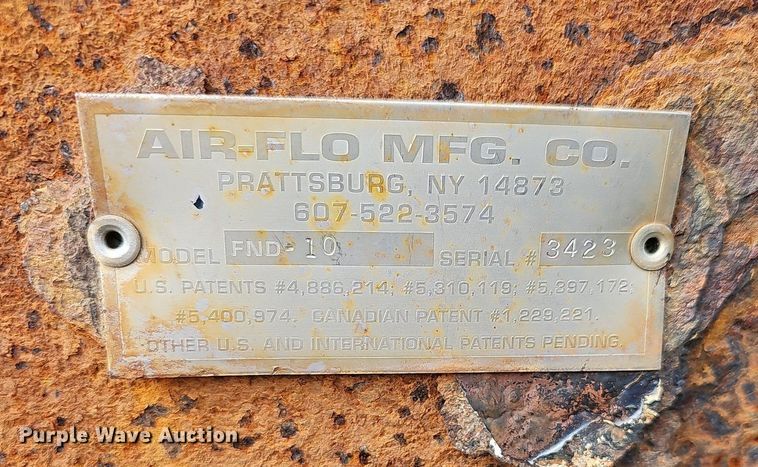 AIR-FLO MFG. CO.
PRATTSBURG, NY 14873
607-522-3574
MODEL FND-10 SERIAL # 3423
U.S. PATENTS #4,886,214; #5,310,119; #5,397,172;
#5,400,974. CANADIAN PATENT #1,229,221.
OTHER U.S. AND INTERNATIONAL PATENTS PENDING.
Purple Wave Auction